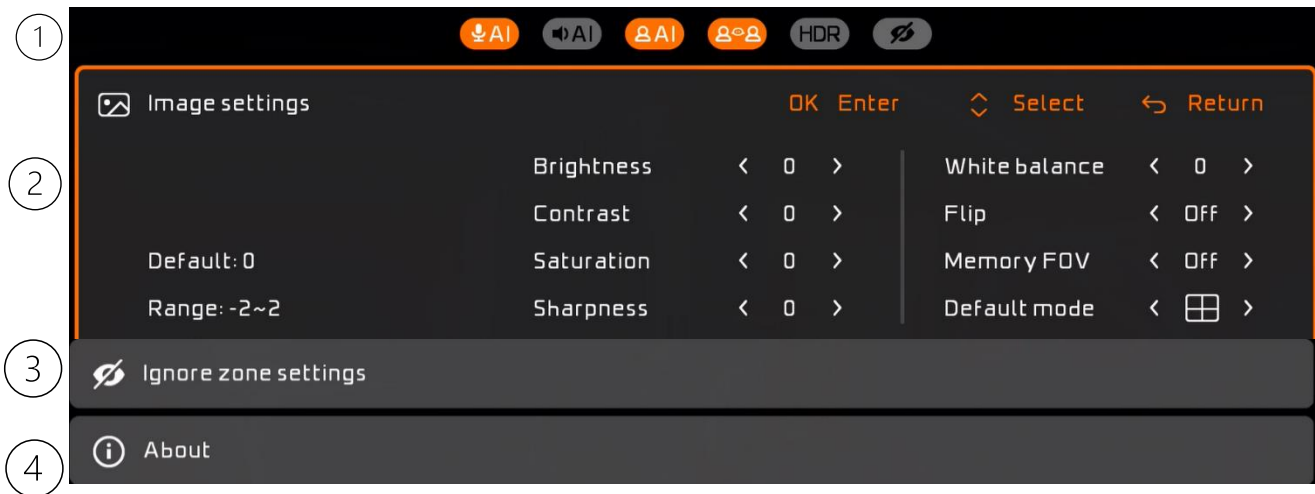 1
AI AI AI HDR
Image settings OK Enter Select Return
2
Brightness < 0 > White balance < 0 >
Contrast < 0 > Flip < Off >
Default: 0 Saturation < 0 > Memory FOV < Off >
Range: -2~2 Sharpness < 0 > Default mode < >
3 Ignore zone settings
4 About